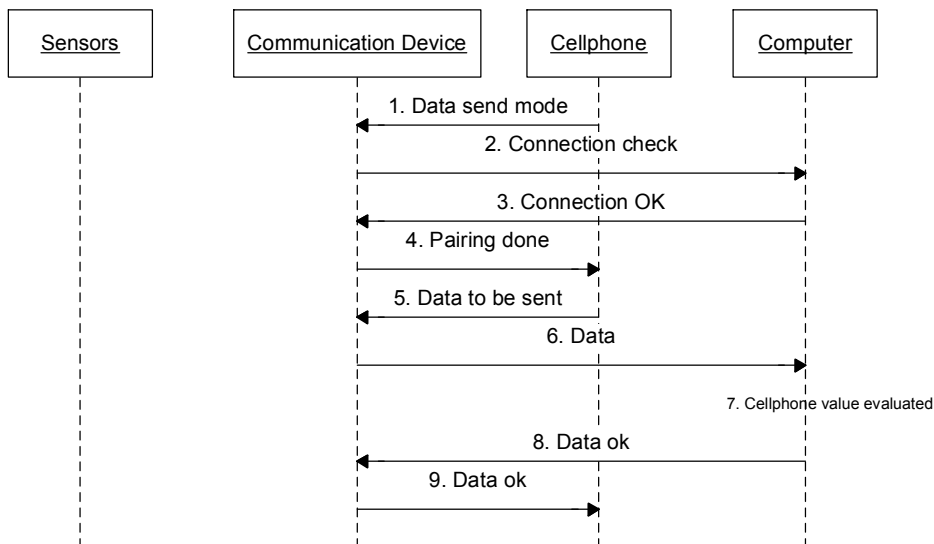 Sensors
Communication Device
Cellphone
Computer
1. Data send mode
2. Connection check
3. Connection OK
4. Pairing done
5. Data to be sent
6. Data
7. Cellphone value evaluated
8. Data ok
9. Data ok